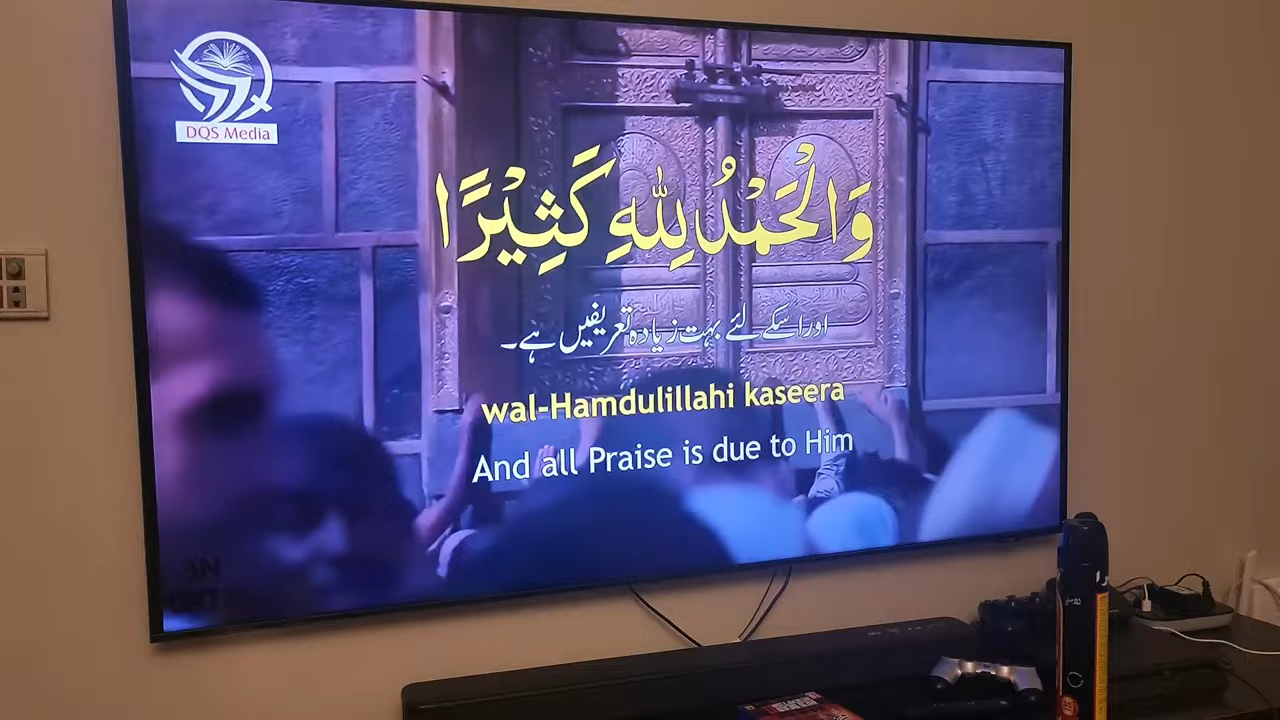 DQS Media
وَالْحَمْدُ لِلّٰهِ كَثِيْرًا
اور اسکے لئے بہت زیادہ تعریفیں ہے۔
wal-Hamdulillahi kaseera
And all Praise is due to Him
SN